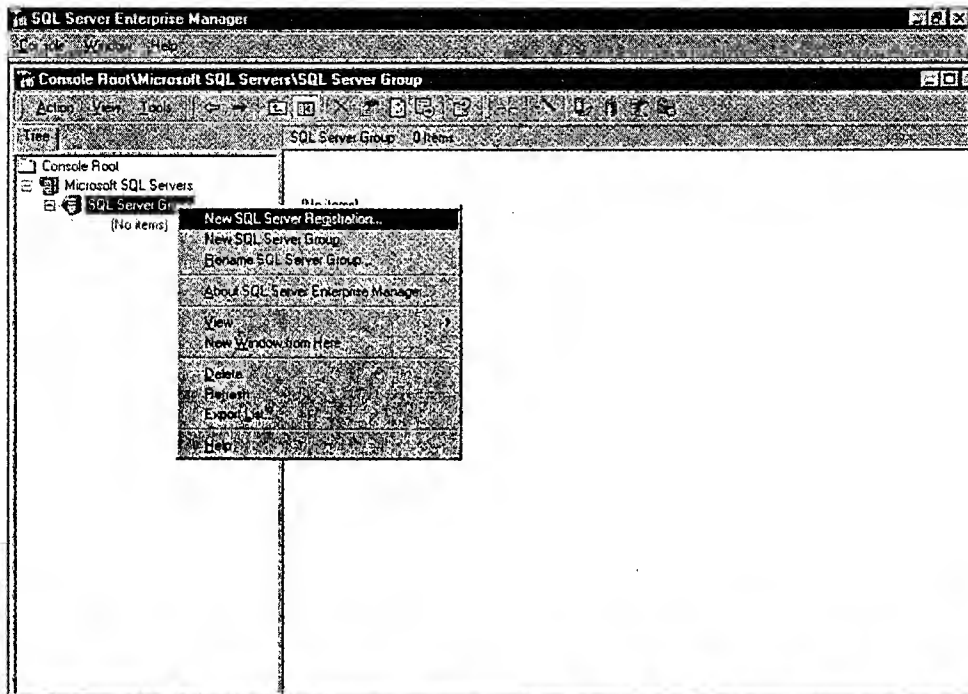 SQL Server Enterprise Manager
Console Window Help
Console Root\Microsoft SQL Servers\SQL Server Group
Action View Tools
Tree
SQL Server Group 0 Items
Console Root
Microsoft SQL Servers
SQL Server Gr
(No items)
(No items)
New SQL Server Registration...
New SQL Server Group...
Rename SQL Server Group...
About SQL Server Enterprise Manager...
View
New Window from Here
Delete
Refresh
Export List...
Help